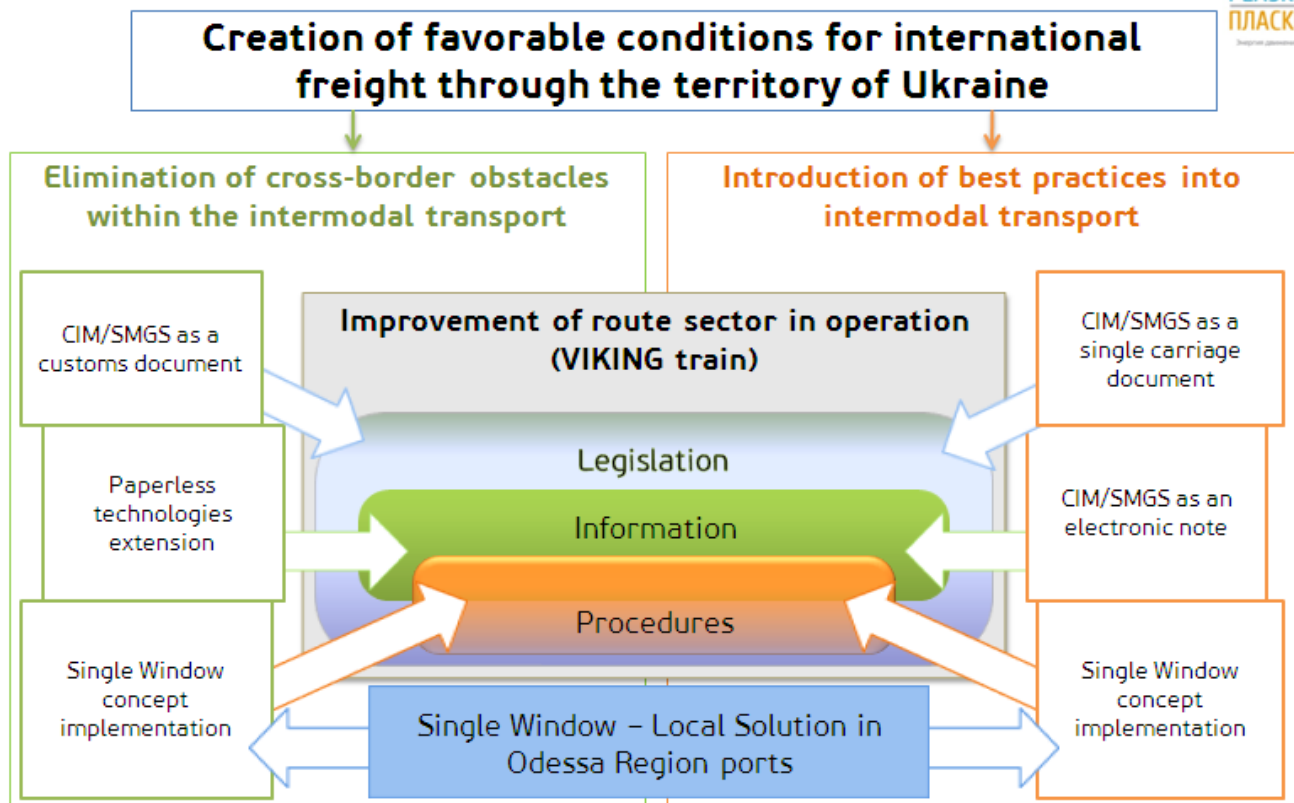 Creation of favorable conditions for international
freight through the territory of Ukraine
ПЛАСК
Elimination of cross-border obstacles
within the intermodal transport
Introduction of best practices into
intermodal transport
CIM/SMGS as a
customs document
Improvement of route sector in operation
(VIKING train)
CIM/SMGS as a
single carriage
document
Legislation
Paperless
technologies
extension
Information
CIM/SMGS as an
electronic note
Procedures
Single Window
concept
implementation
Single Window
concept
implementation
Single Window – Local Solution in
Odessa Region ports